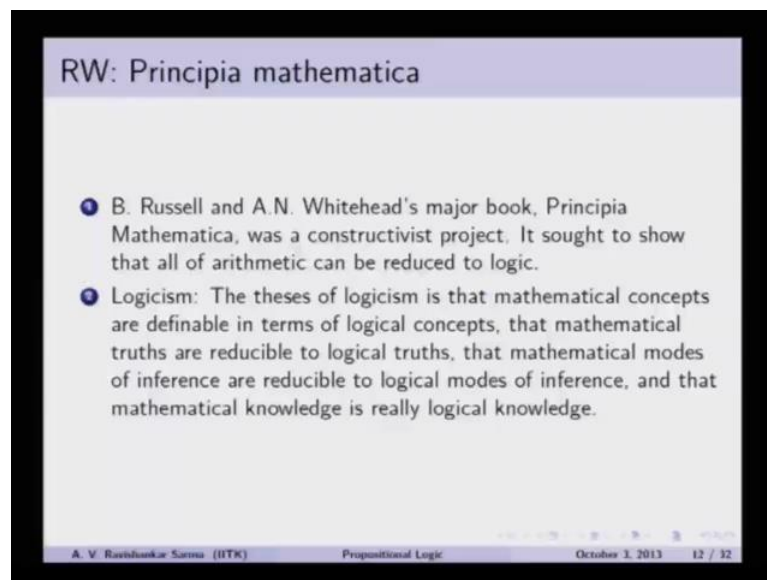 RW: Principia mathematica
1 B. Russell and A.N. Whitehead's major book, Principia
Mathematica, was a constructivist project. It sought to show
that all of arithmetic can be reduced to logic.
2 Logicism: The theses of logicism is that mathematical concepts
are definable in terms of logical concepts, that mathematical
truths are reducible to logical truths, that mathematical modes
of inference are reducible to logical modes of inference, and that
mathematical knowledge is really logical knowledge.
A. V. Ravishankar Sarma (IITK) Propositional Logic October 3, 2013 12 / 32